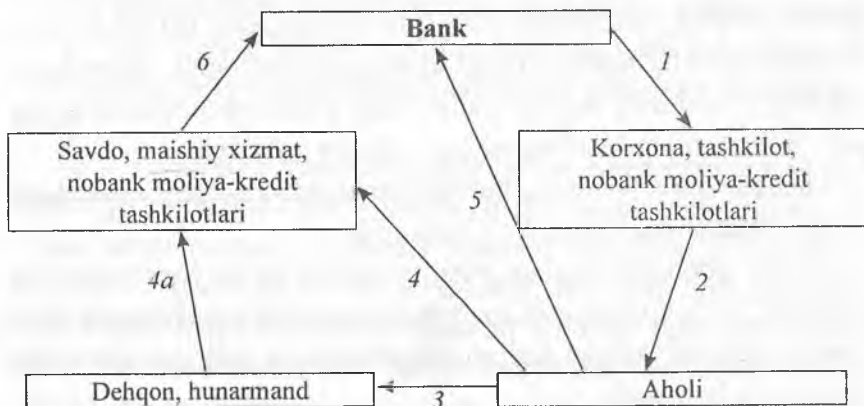 Bank
6
1
Savdo, maishiy xizmat,
nobank moliya-kredit
tashkilotlari
Korxona, tashkilot,
nobank moliya-kredit
tashkilotlari
5
4a
4
2
Dehqon, hunarmand
3
Aholi